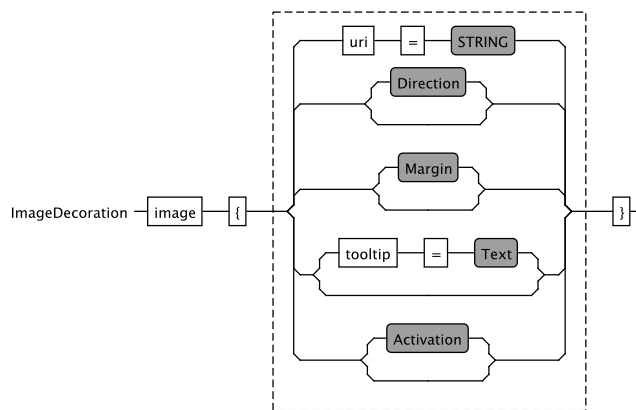 uri = STRING
Direction
Margin
ImageDecoration image { }
tooltip = Text
Activation